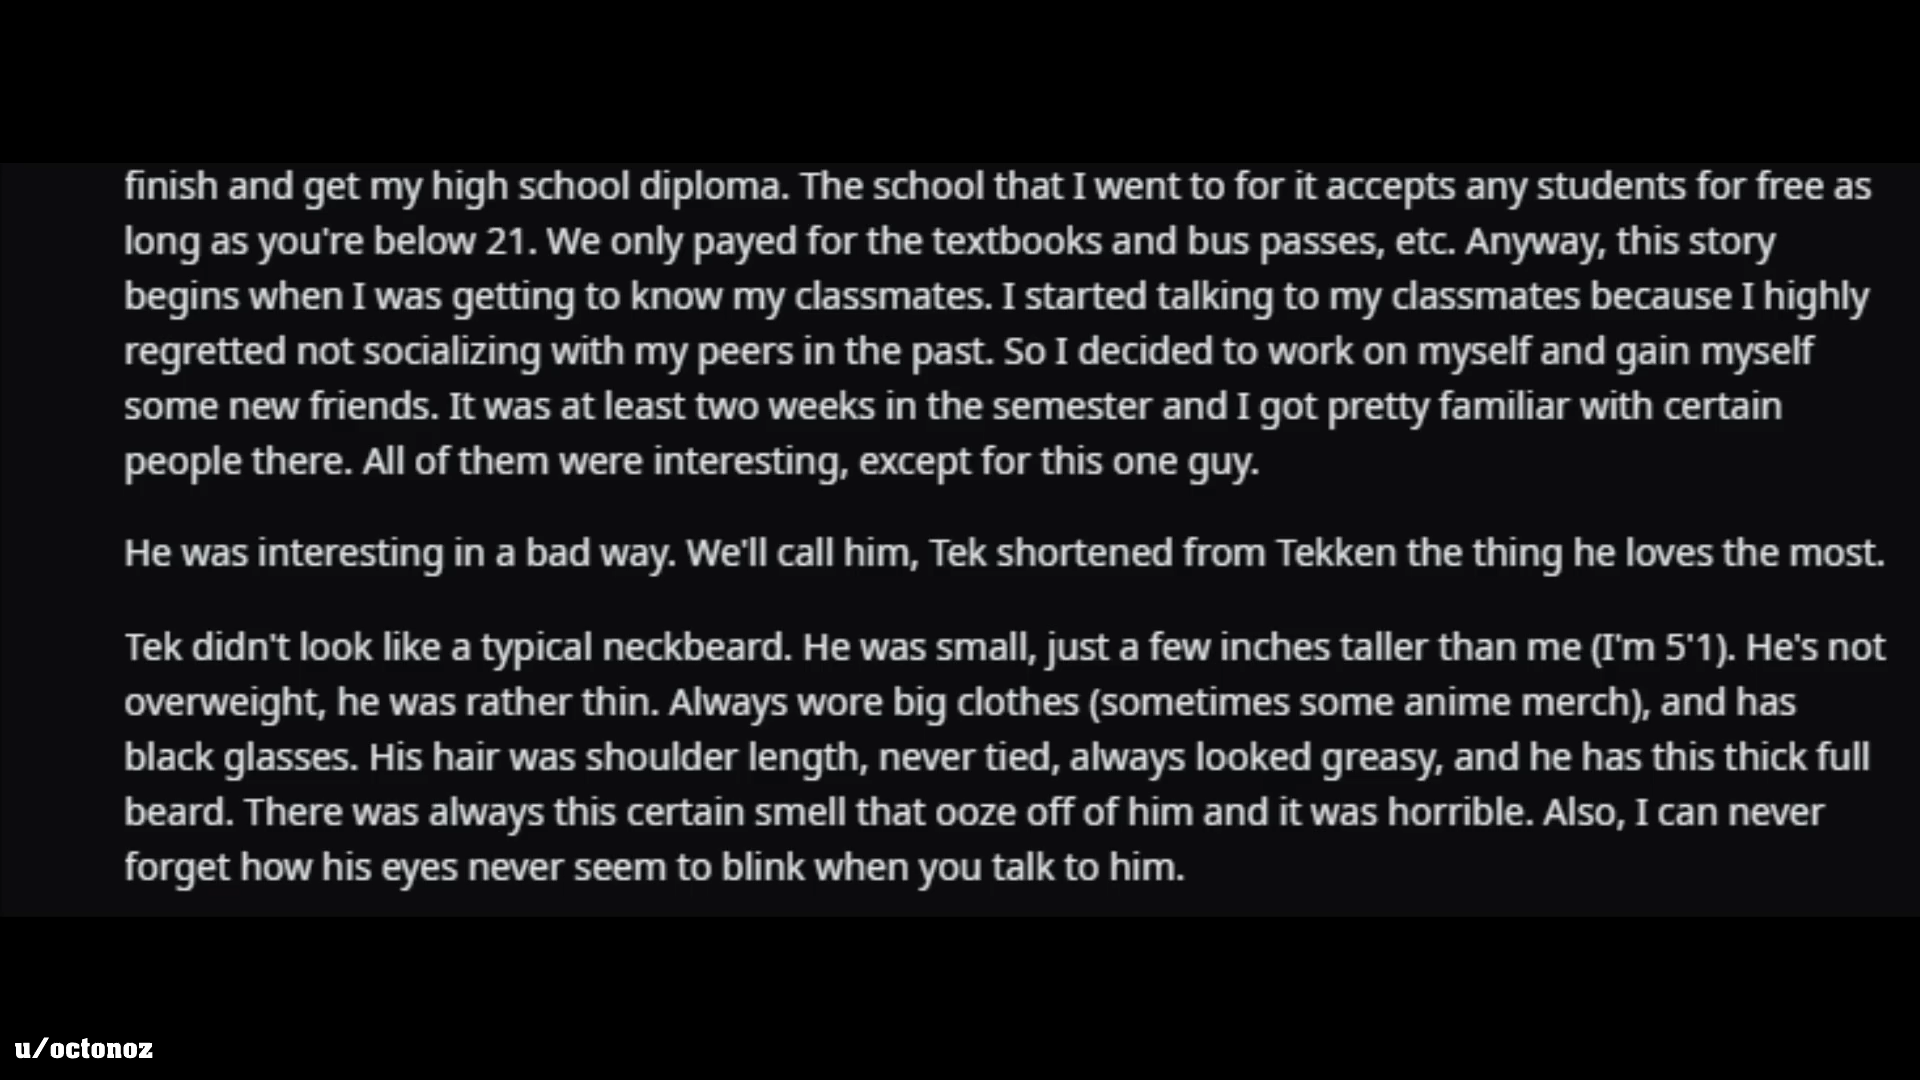 finish and get my high school diploma. The school that I went to for it accepts any students for free as
long as you're below 21. We only payed for the textbooks and bus passes, etc. Anyway, this story
begins when I was getting to know my classmates. I started talking to my classmates because I highly
regretted not socializing with my peers in the past. So I decided to work on myself and gain myself
some new friends. It was at least two weeks in the semester and I got pretty familiar with certain
people there. All of them were interesting, except for this one guy.
He was interesting in a bad way. We'll call him, Tek shortened from Tekken the thing he loves the most.
Tek didn't look like a typical neckbeard. He was small, just a few inches taller than me (I'm 5'1). He's not
overweight, he was rather thin. Always wore big clothes (sometimes some anime merch), and has
black glasses. His hair was shoulder length, never tied, always looked greasy, and he has this thick full
beard. There was always this certain smell that ooze off of him and it was horrible. Also, I can never
forget how his eyes never seem to blink when you talk to him.
u/octonoz